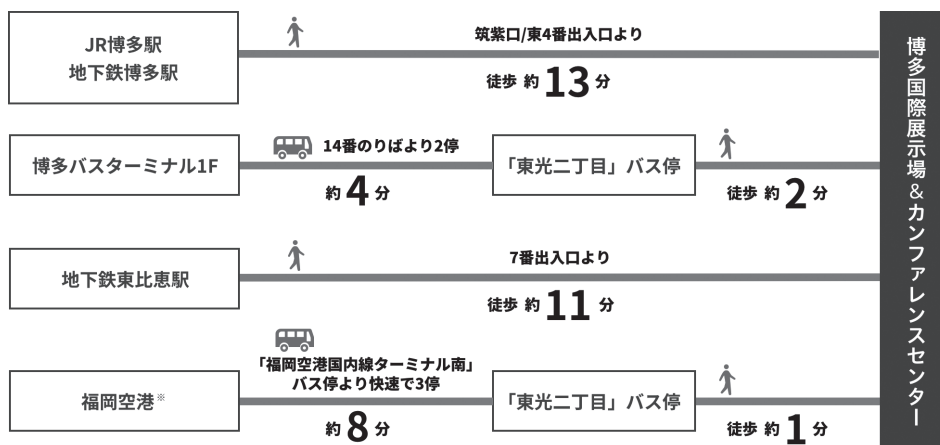 JR博多駅
地下鉄博多駅
筑紫口/東4番出入口より
徒歩 約 13 分
博多バスターミナル1F
14番のりばより2停
約 4 分
「東光二丁目」バス停
徒歩 約 2 分
地下鉄東比恵駅
7番出入口より
徒歩 約 11 分
福岡空港※
「福岡空港国内線ターミナル南」
バス停より快速で3停
約 8 分
「東光二丁目」バス停
徒歩 約 1 分
博多国際展示場&カンファレンスセンター